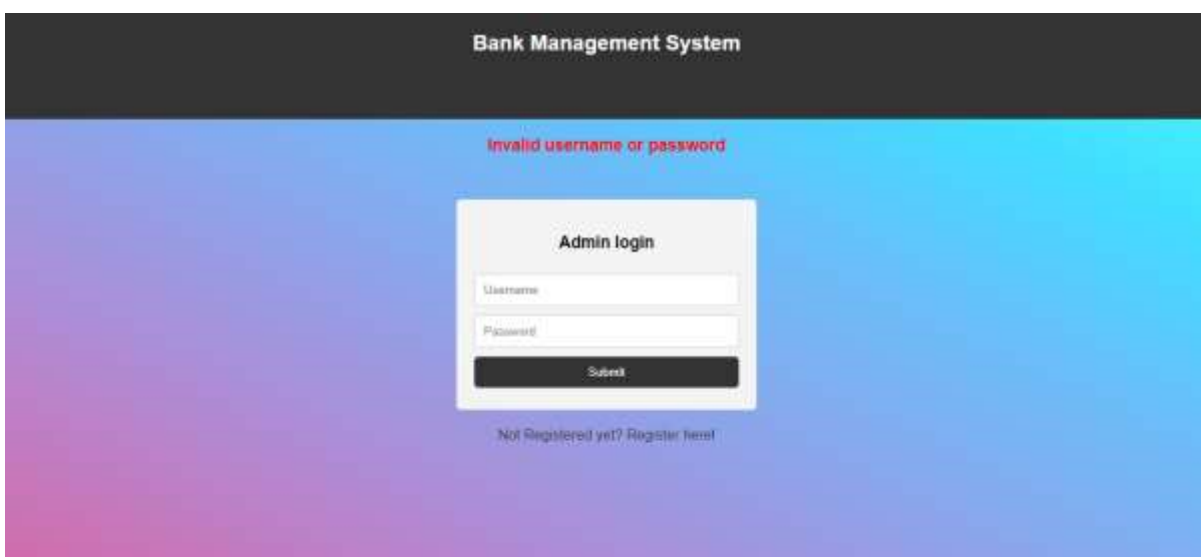 Bank Management System
Invalid username or password
Admin login
Username
Password
Submit
Not Registered yet? Register here!